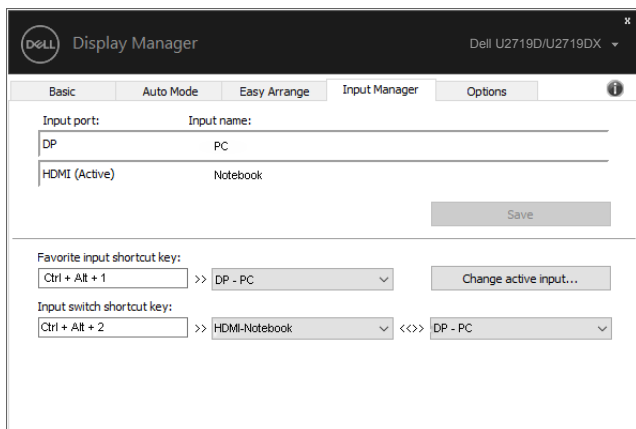 x
DELL Display Manager Dell U2719D/U2719DX
Basic Auto Mode Easy Arrange Input Manager Options i
Input port: Input name:
DP PC
HDMI (Active) Notebook
Save
Favorite input shortcut key:
Ctrl + Alt + 1 >> DP - PC Change active input...
Input switch shortcut key:
Ctrl + Alt + 2 >> HDMI-Notebook <<>> DP - PC